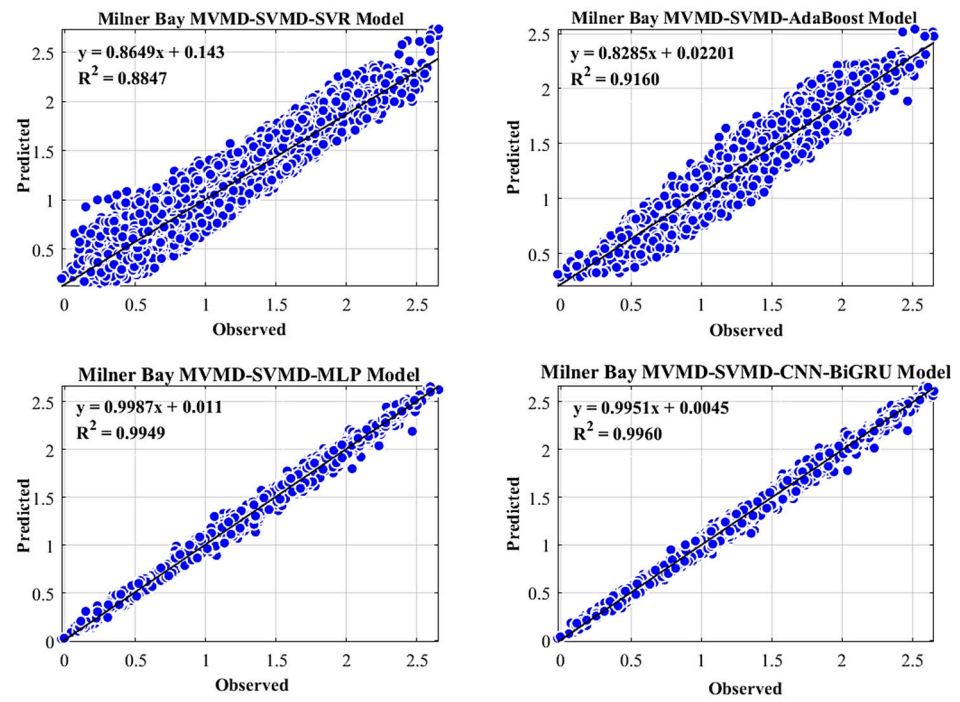 Milner Bay MVMD-SVMD-SVR Model
y = 0.8649x + 0.143
R² = 0.8847
2.5
2
1.5
1
0.5
Predicted
0 0.5 1 1.5 2 2.5
Observed
Milner Bay MVMD-SVMD-AdaBoost Model
y = 0.8285x + 0.02201
R² = 0.9160
2.5
2
1.5
1
0.5
Predicted
0 0.5 1 1.5 2 2.5
Observed
Milner Bay MVMD-SVMD-MLP Model
y = 0.9987x + 0.011
R² = 0.9949
2.5
2
1.5
1
0.5
0
Predicted
0 0.5 1 1.5 2 2.5
Observed
Milner Bay MVMD-SVMD-CNN-BiGRU Model
y = 0.9951x + 0.0045
R² = 0.9960
2.5
2
1.5
1
0.5
0
Predicted
0 0.5 1 1.5 2 2.5
Observed